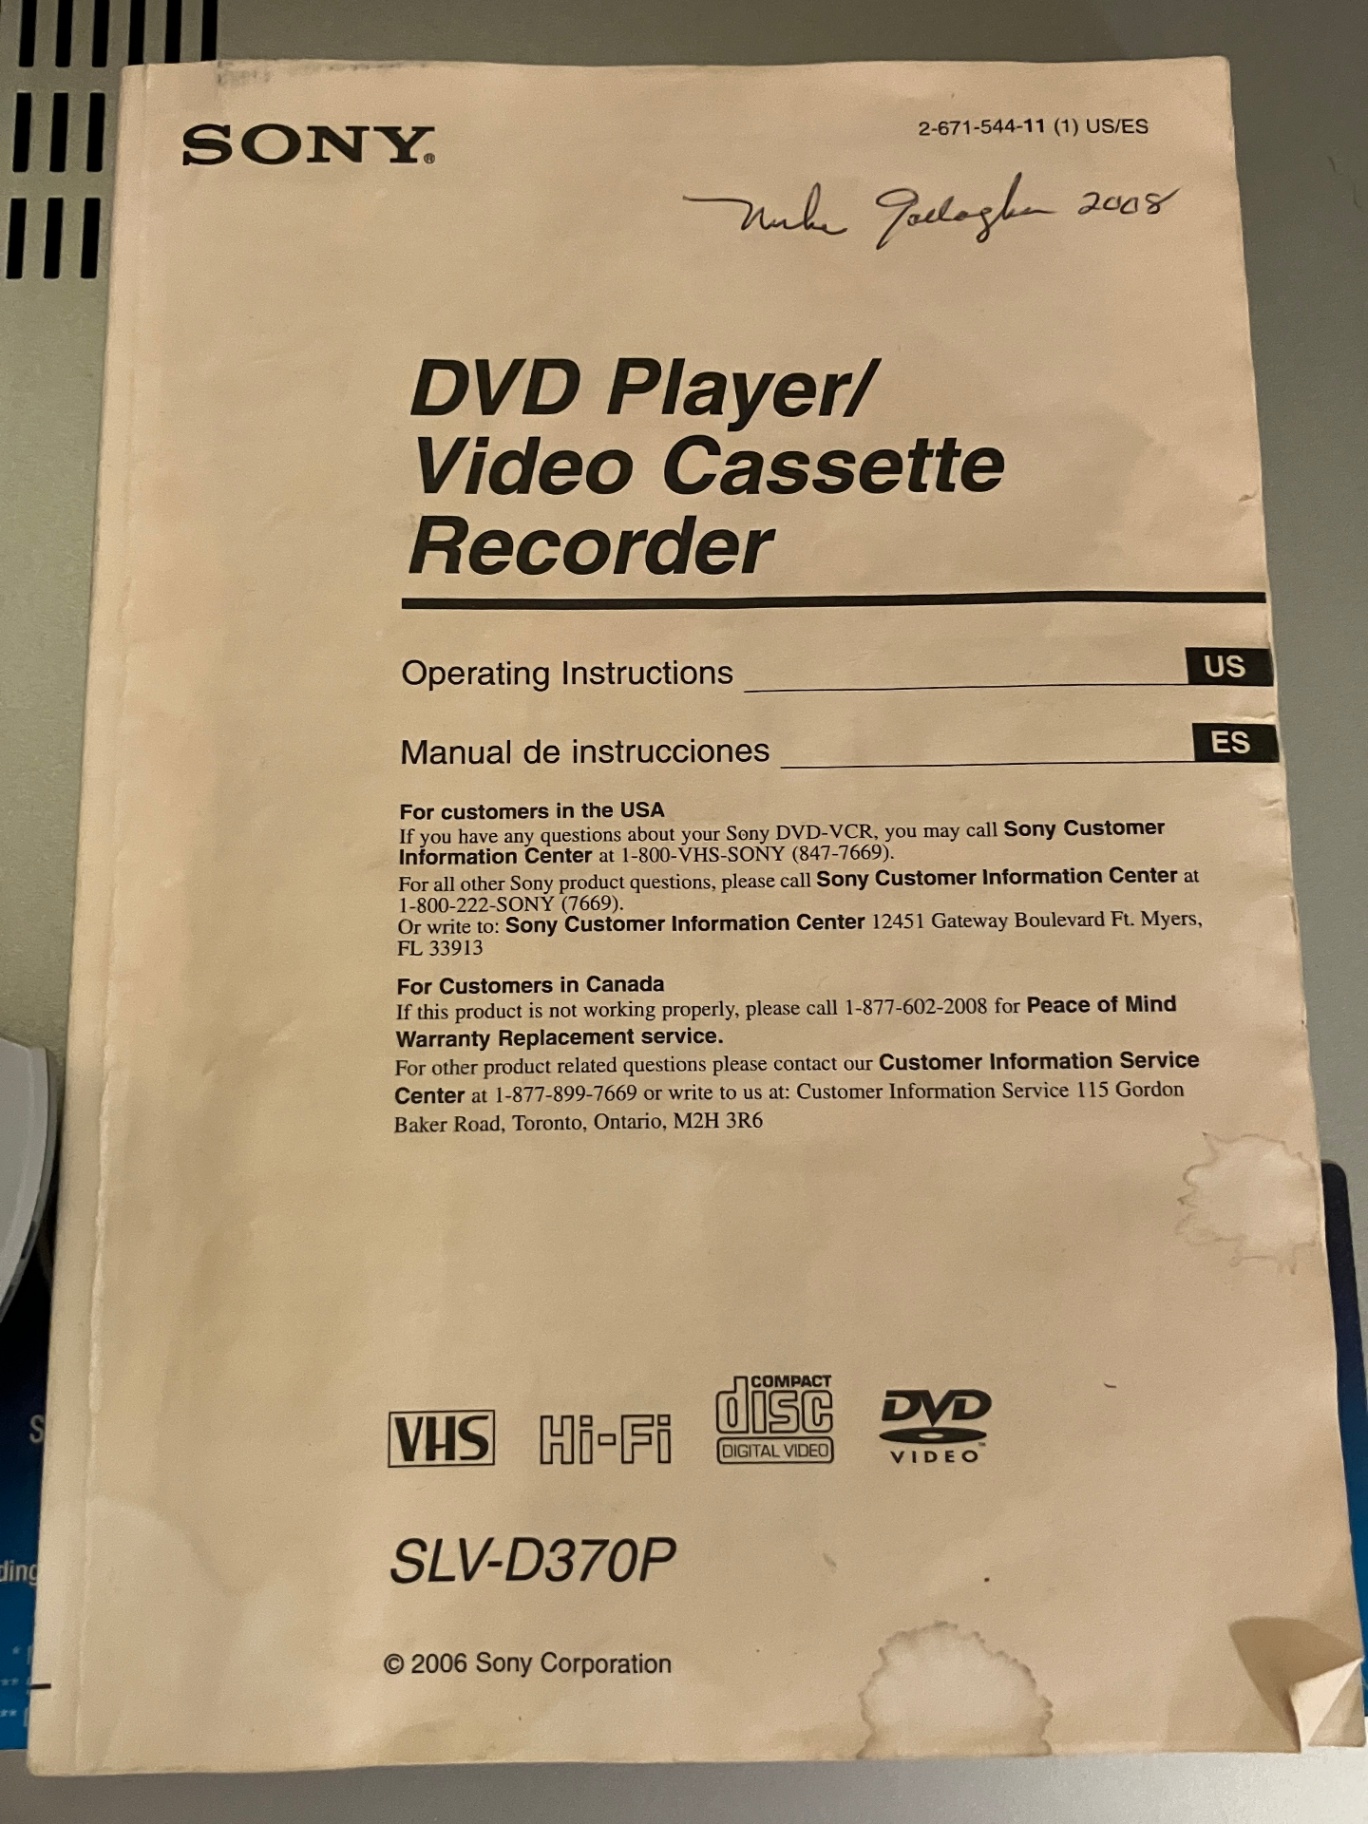 SONY®
2-671-544-11 (1) US/ES
Mike Gallagher 2008
DVD Player/
Video Cassette
Recorder
Operating Instructions US
Manual de instrucciones ES
For customers in the USA
If you have any questions about your Sony DVD-VCR, you may call Sony Customer
Information Center at 1-800-VHS-SONY (847-7669).
For all other Sony product questions, please call Sony Customer Information Center at
1-800-222-SONY (7669).
Or write to: Sony Customer Information Center 12451 Gateway Boulevard Ft. Myers,
FL 33913
For Customers in Canada
If this product is not working properly, please call 1-877-602-2008 for Peace of Mind
Warranty Replacement service.
For other product related questions please contact our Customer Information Service
Center at 1-877-899-7669 or write to us at: Customer Information Service 115 Gordon
Baker Road, Toronto, Ontario, M2H 3R6
VHS Hi-Fi COMPACT disc DIGITAL VIDEO DVD VIDEO™
SLV-D370P
© 2006 Sony Corporation